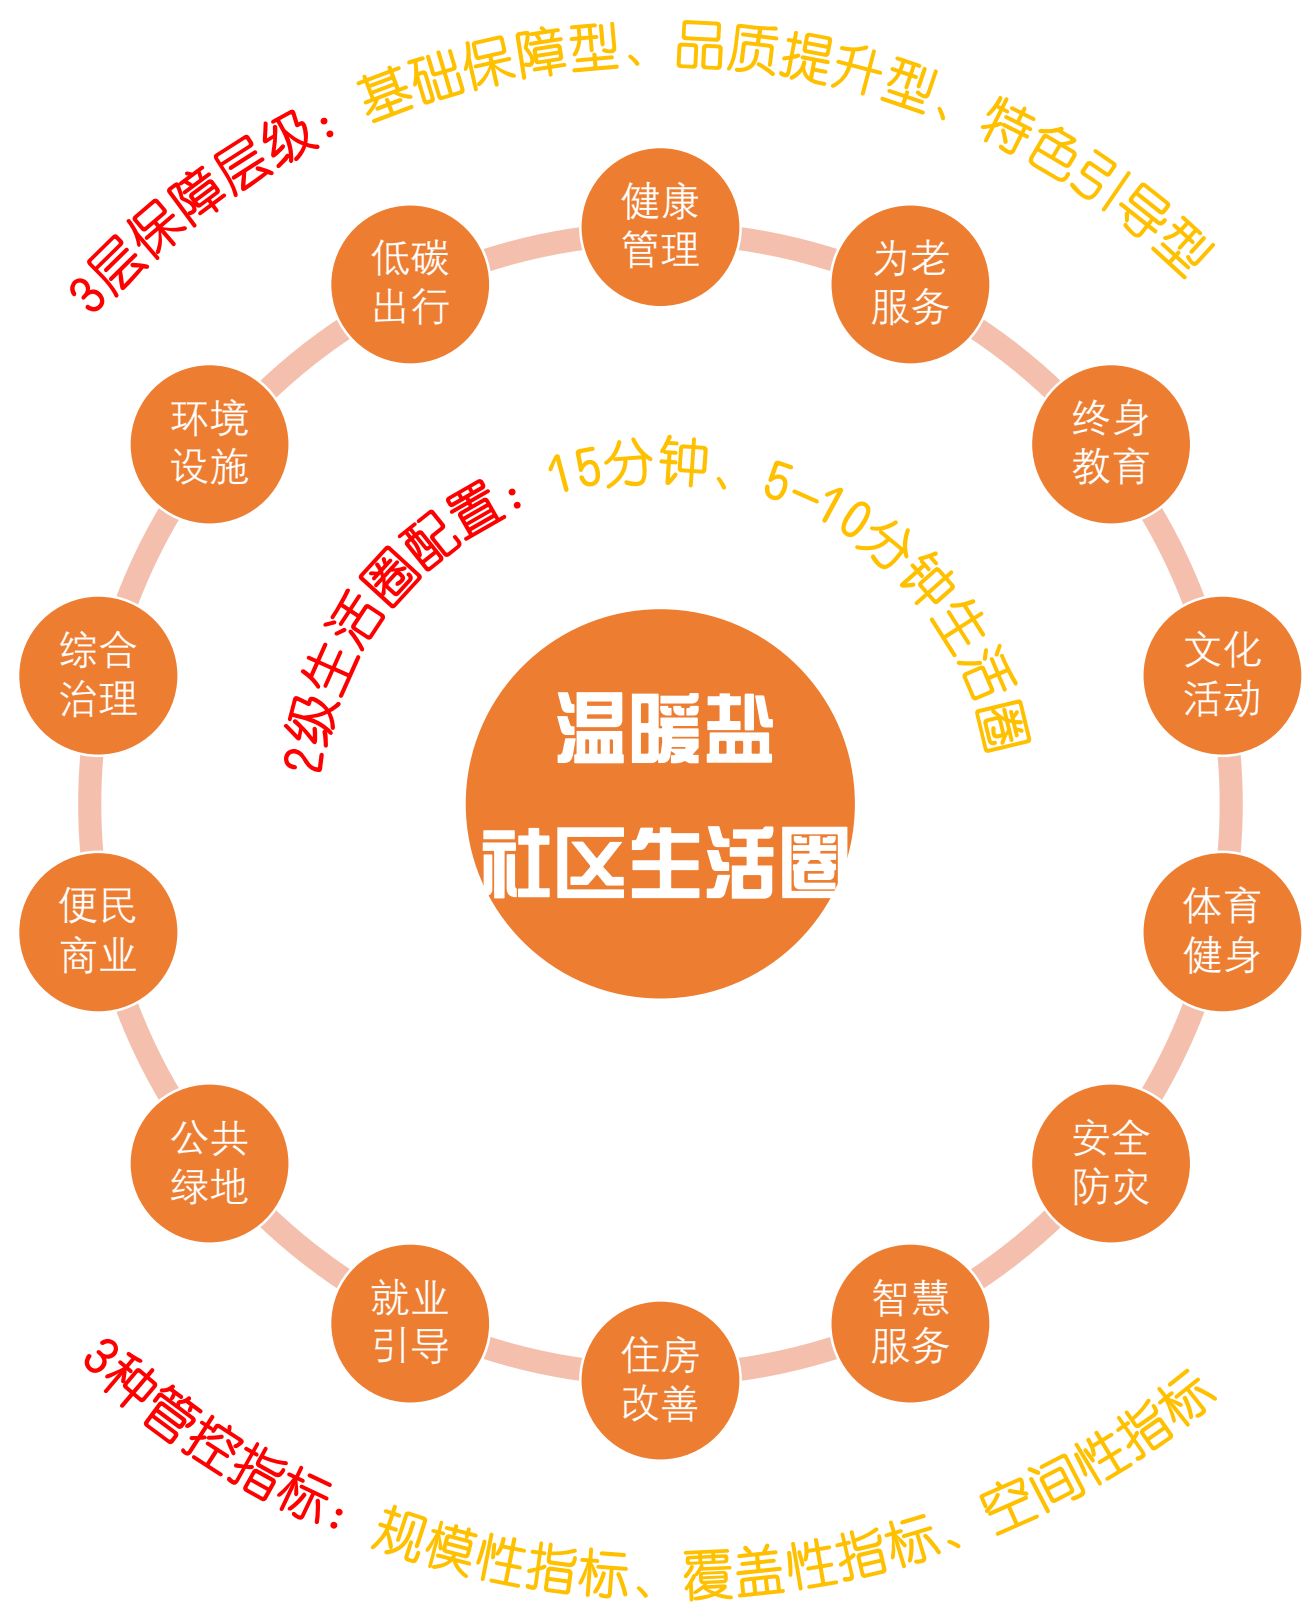 3层保障层级：基础保障型、品质提升型、特色引导型
健康
管理
为老
服务
终身
教育
文化
活动
体育
健身
安全
防灾
智慧
服务
住房
改善
就业
引导
公共
绿地
便民
商业
综合
治理
环境
设施
低碳
出行
2级生活圈配置：15分钟、5-10分钟生活圈
温暖盐
社区生活圈
3种管控指标：规模性指标、覆盖性指标、空间性指标